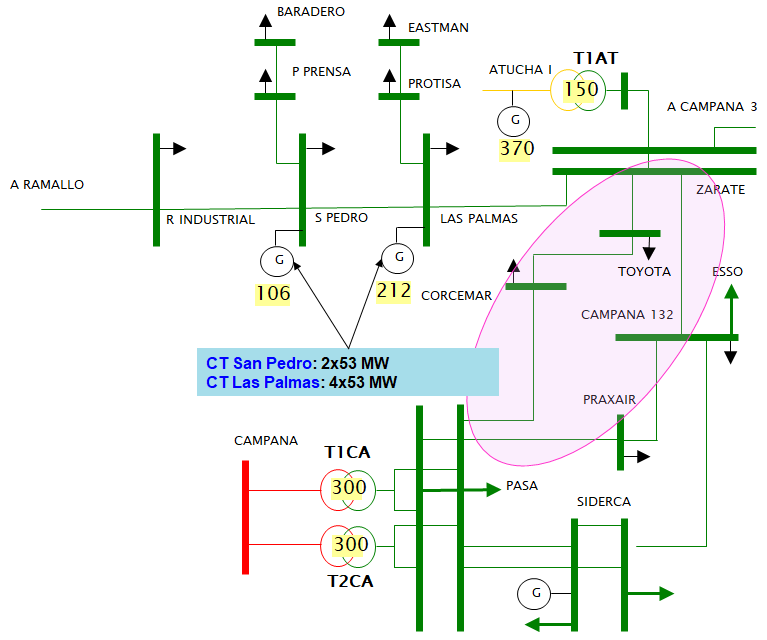 BARADERO
EASTMAN
T1AT
P PRENSA
PROTISA
ATUCHA I
150
G
370
A CAMPANA 3
A RAMALLO
ZARATE
R INDUSTRIAL
S PEDRO
LAS PALMAS
G
106
G
212
CORCEMAR
TOYOTA
ESSO
CAMPANA 132
CT San Pedro: 2x53 MW
CT Las Palmas: 4x53 MW
PRAXAIR
CAMPANA
T1CA
300
PASA
SIDERCA
300
T2CA
G